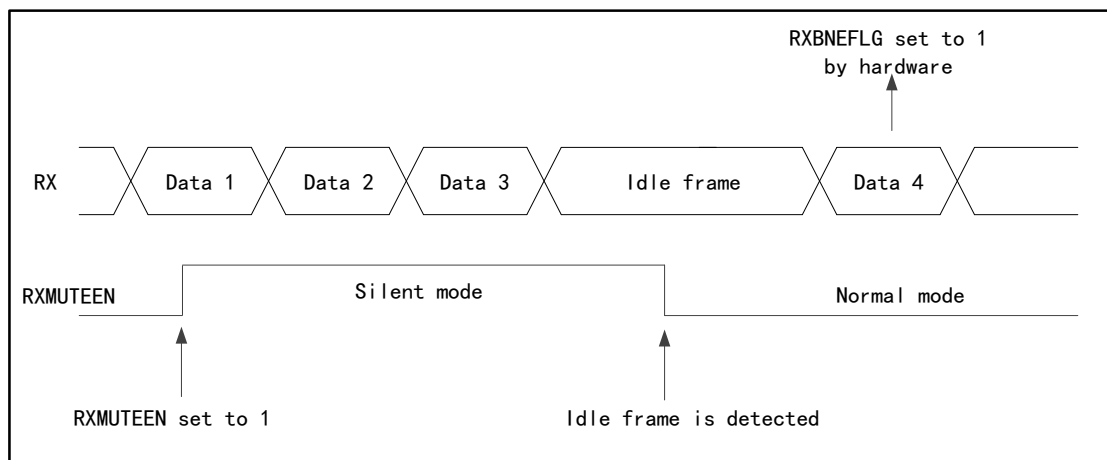 RXBNEFLG set to 1
by hardware
RX
Data 1
Data 2
Data 3
Idle frame
Data 4
RXMUTEEN
Silent mode
Normal mode
RXMUTEEN set to 1
Idle frame is detected